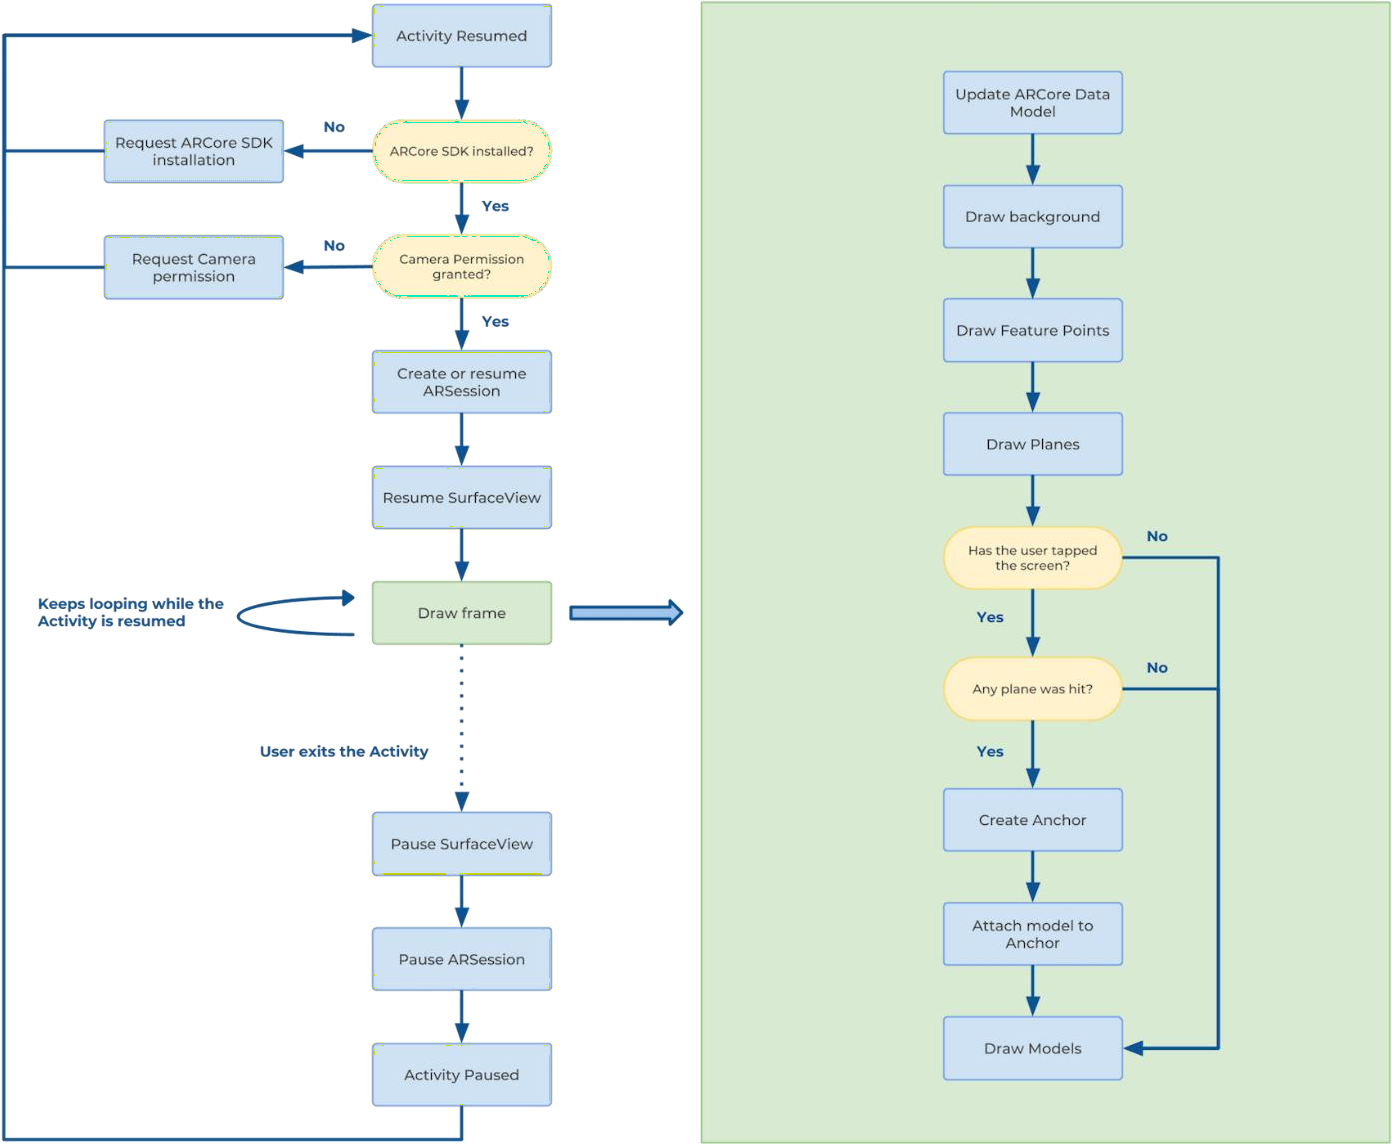 Activity Resumed
No
Request ARCore SDK
installation
ARCore SDK installed?
Yes
No
Request Camera
permission
Camera Permission
granted?
Yes
Create or resume
ARSession
Resume SurfaceView
Keeps looping while the
Activity is resumed
Draw frame
User exits the Activity
Pause SurfaceView
Pause ARSession
Activity Paused
Update ARCore Data
Model
Draw background
Draw Feature Points
Draw Planes
Has the user tapped
the screen?
No
Yes
Any plane was hit?
No
Yes
Create Anchor
Attach model to
Anchor
Draw Models